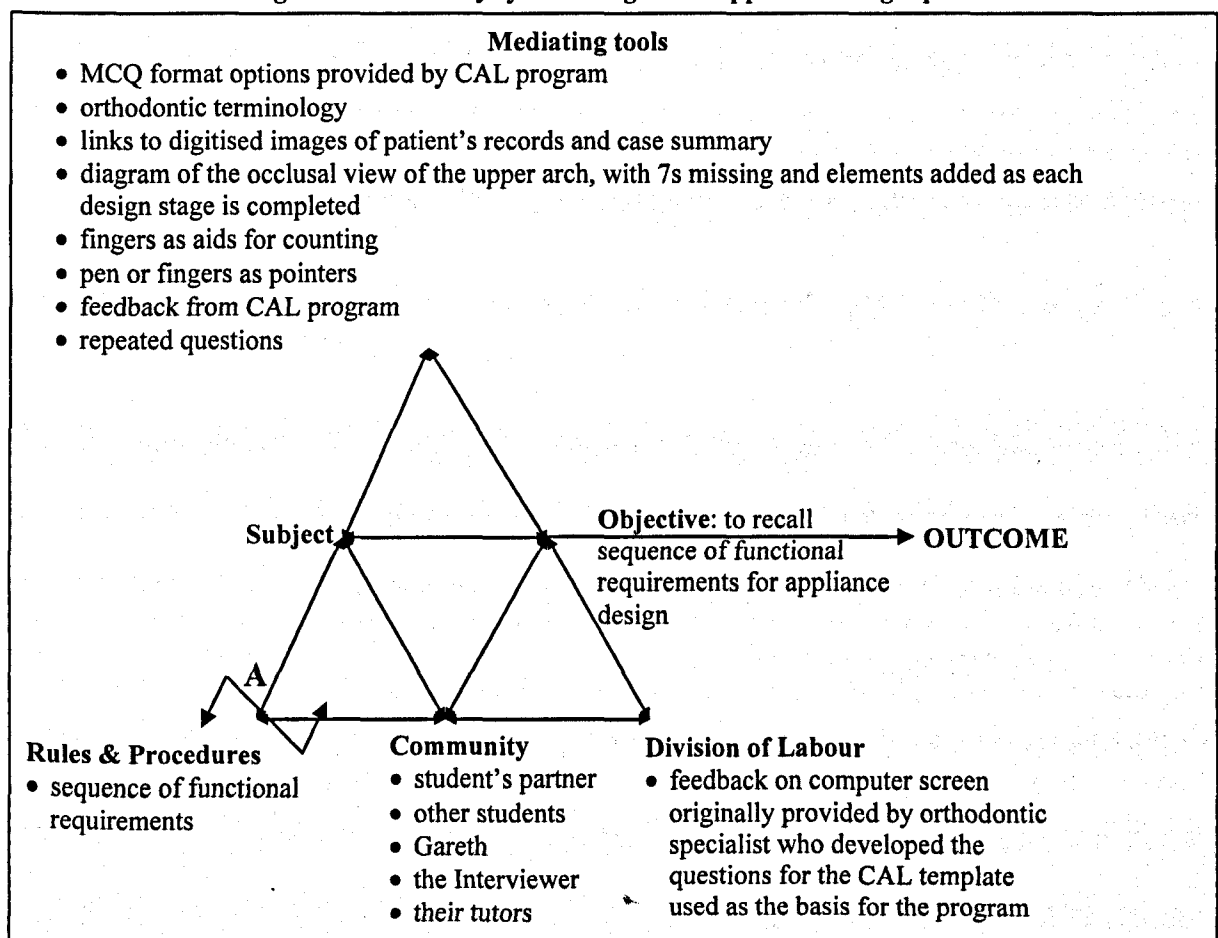 Mediating tools
• MCQ format options provided by CAL program
• orthodontic terminology
• links to digitised images of patient's records and case summary
• diagram of the occlusal view of the upper arch, with 7s missing and elements added as each
design stage is completed
• fingers as aids for counting
• pen or fingers as pointers
• feedback from CAL program
• repeated questions
Subject
Objective: to recall
sequence of functional
requirements for appliance
design
OUTCOME
A
Rules & Procedures
• sequence of functional
requirements
Community
• student's partner
• other students
• Gareth
• the Interviewer
• their tutors
Division of Labour
• feedback on computer screen
originally provided by orthodontic
specialist who developed the
questions for the CAL template
used as the basis for the program